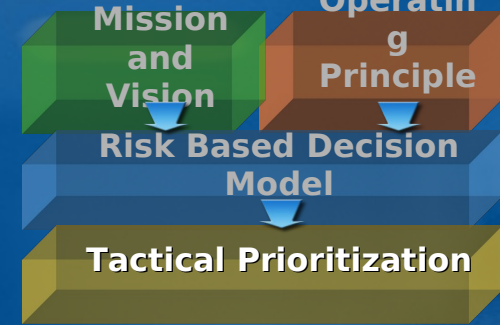 Mission
and
Vision
Operatin
g
Principle
Risk Based Decision
Model
Tactical Prioritization